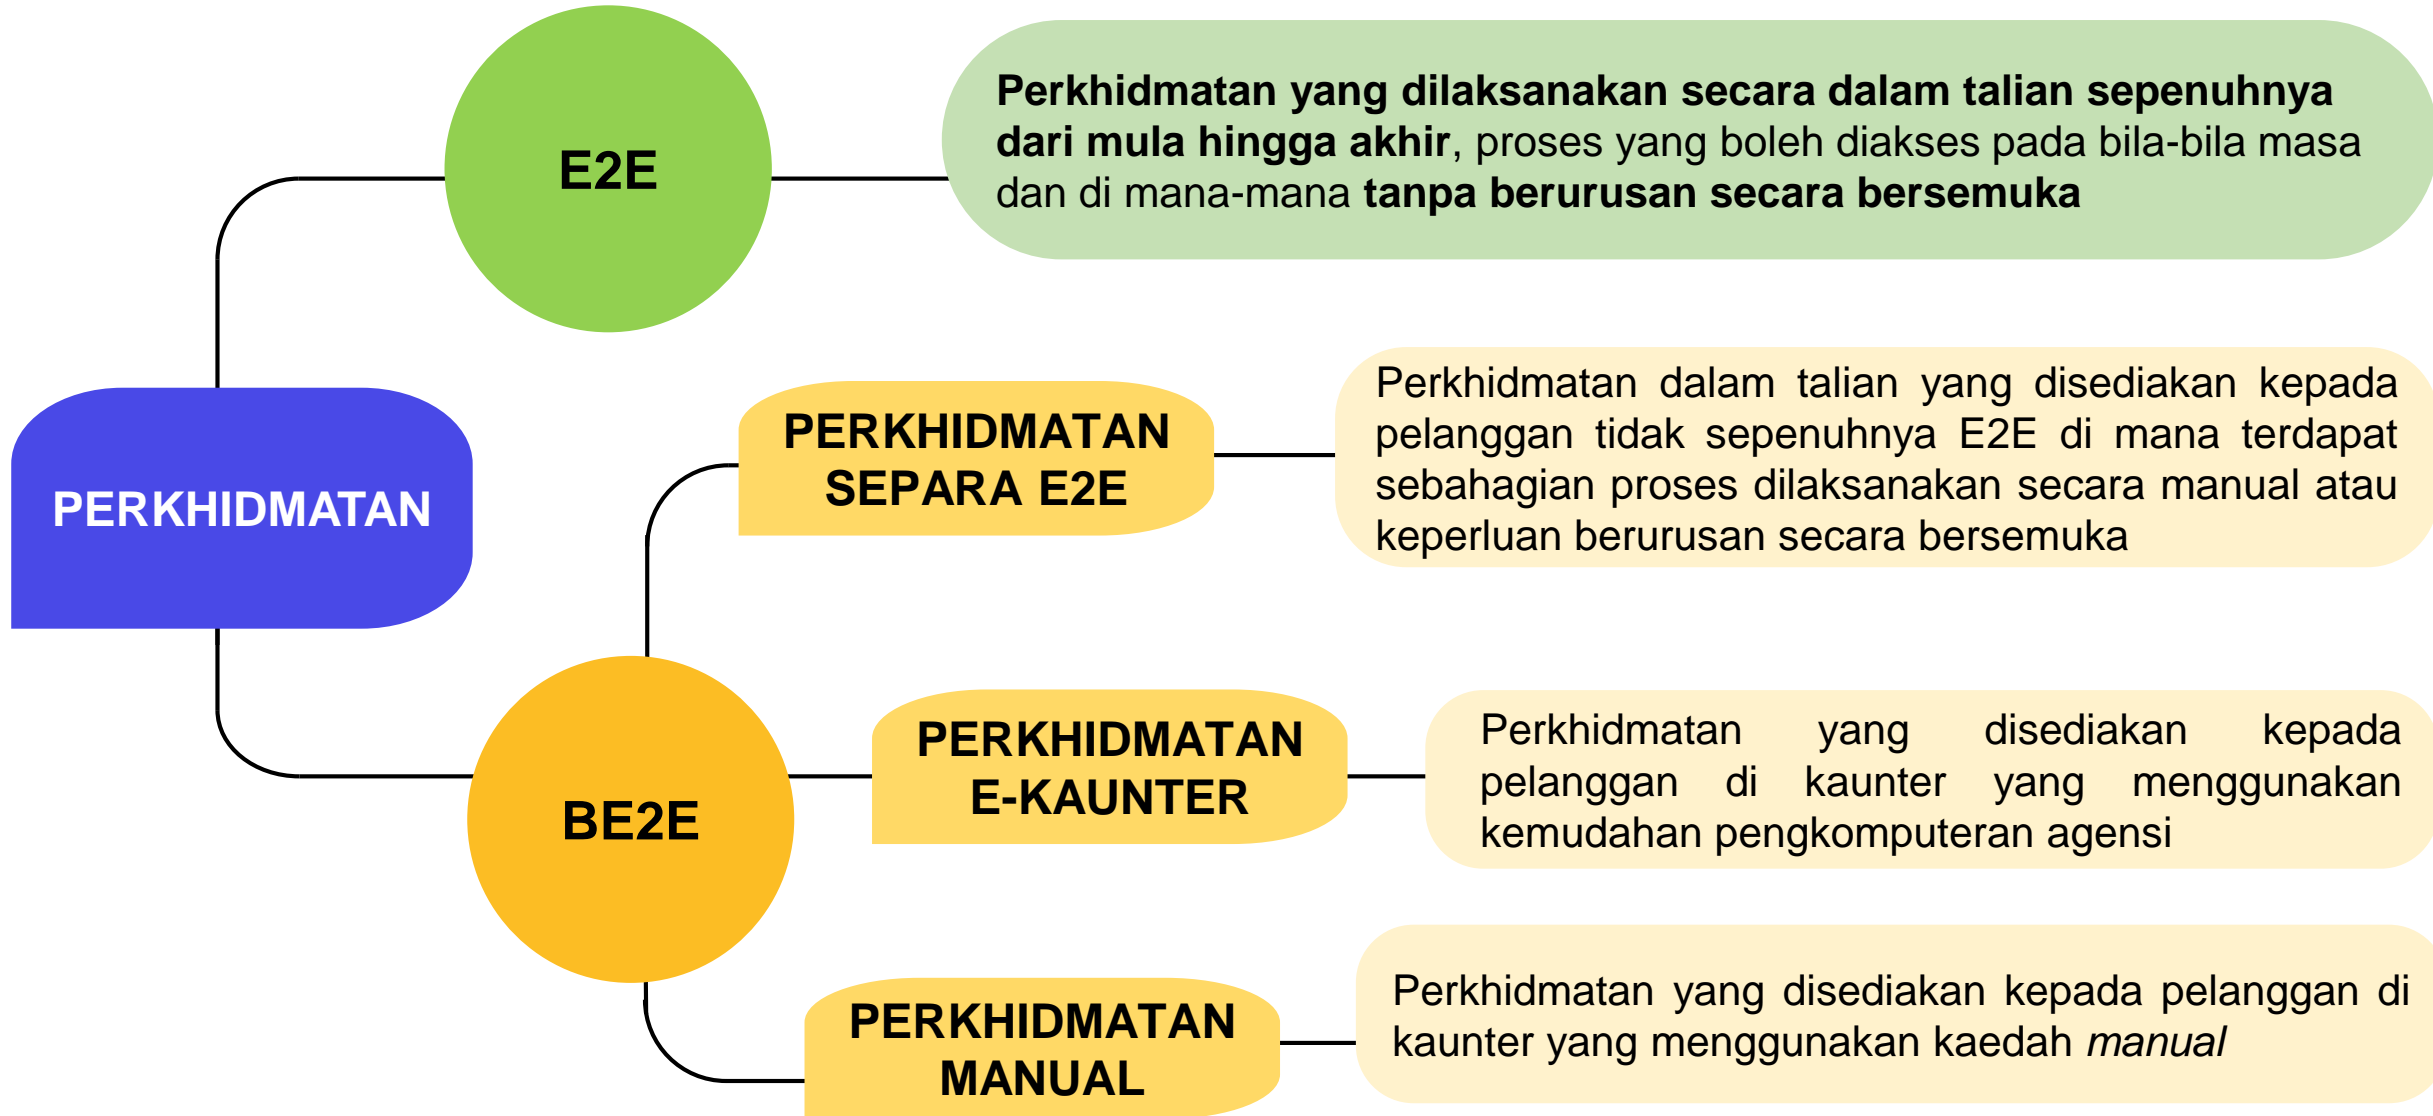 E2E
Perkhidmatan yang dilaksanakan secara dalam talian sepenuhnya
dari mula hingga akhir, proses yang boleh diakses pada bila-bila masa
dan di mana-mana tanpa berurusan secara bersemuka
PERKHIDMATAN
PERKHIDMATAN
SEPARA E2E
Perkhidmatan dalam talian yang disediakan kepada
pelanggan tidak sepenuhnya E2E di mana terdapat
sebahagian proses dilaksanakan secara manual atau
keperluan berurusan secara bersemuka
BE2E
PERKHIDMATAN
E-KAUNTER
Perkhidmatan yang disediakan kepada
pelanggan di kaunter yang menggunakan
kemudahan pengkomputeran agensi
PERKHIDMATAN
MANUAL
Perkhidmatan yang disediakan kepada pelanggan di
kaunter yang menggunakan kaedah manual